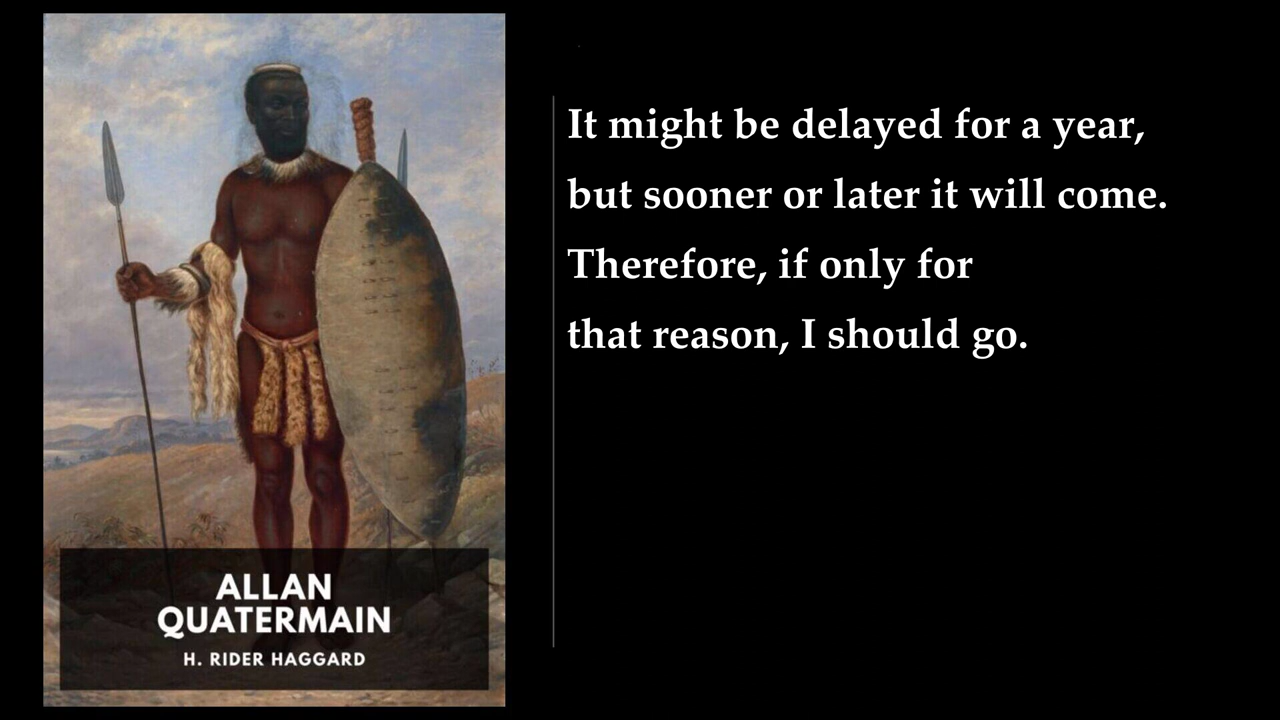 ALLAN
QUATERMAIN
H. RIDER HAGGARD
It might be delayed for a year,
but sooner or later it will come.
Therefore, if only for
that reason, I should go.